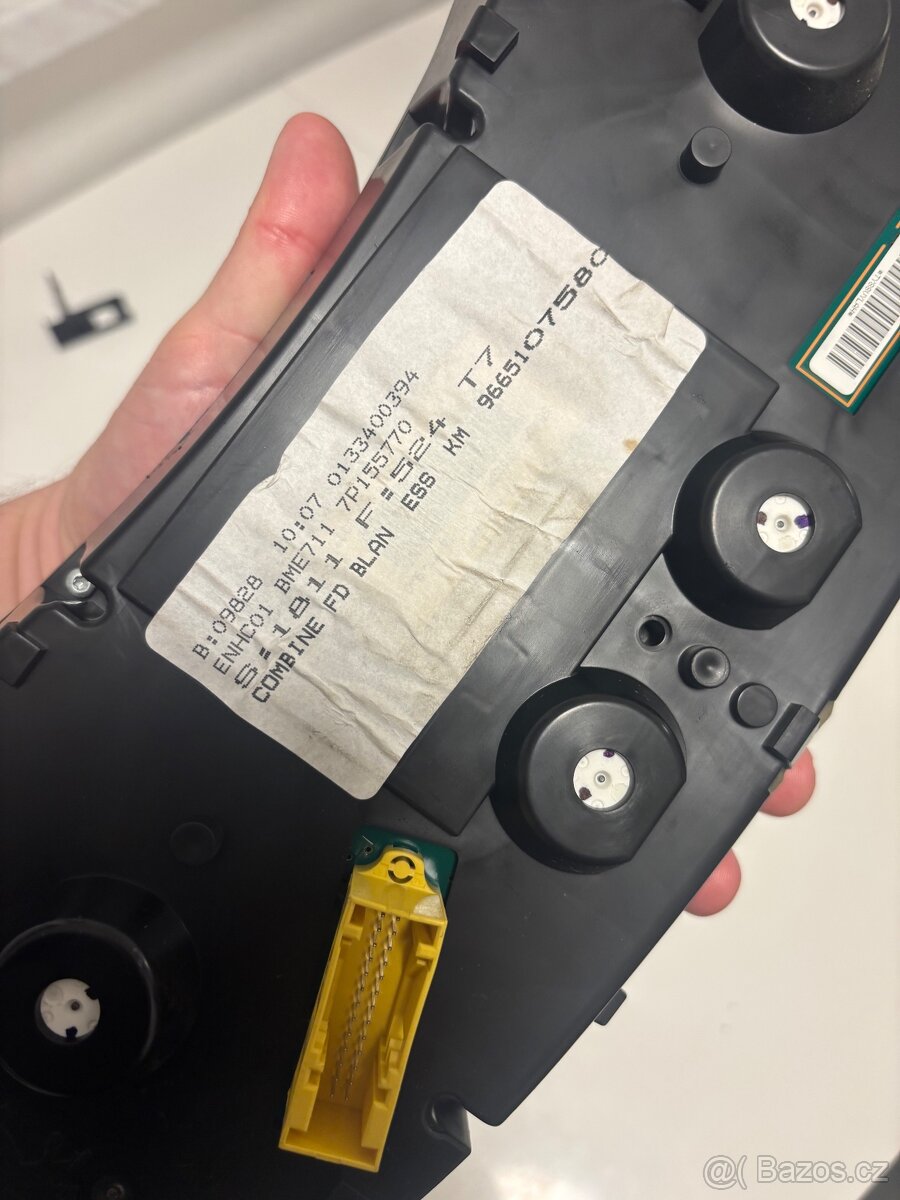 B:09828 10:07 0133400394
ENHC01 BME711 7P155770
S:1811 F:524 T7
COMBINE FD BLAN ESS KM 9665107580
@( Bazos.cz